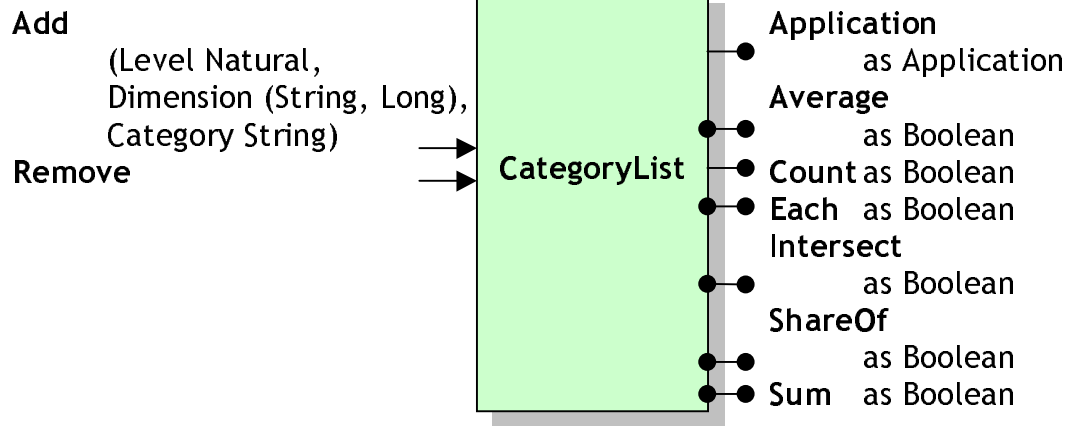 Add
(Level Natural,
Dimension (String, Long),
Category String)
Remove
CategoryList
Application
as Application
Average
as Boolean
Count as Boolean
Each as Boolean
Intersect
as Boolean
ShareOf
as Boolean
Sum as Boolean